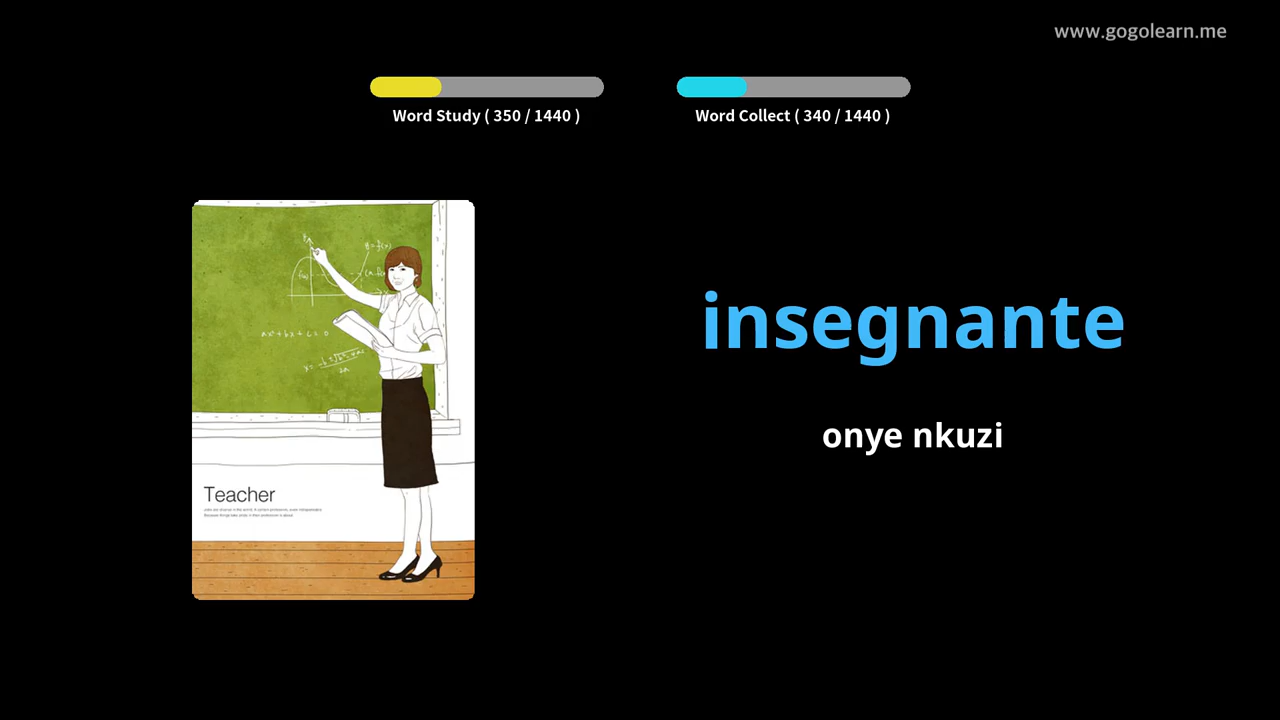 www.gogolearn.me
Word Study ( 350 / 1440 )
Word Collect ( 340 / 1440 )
insegnante
onye nkuzi
Teacher